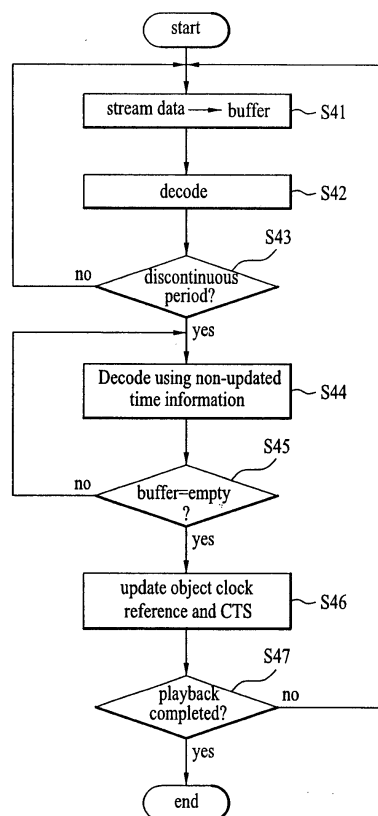 start
stream data → buffer
S41
decode
S42
S43
no
discontinuous
period?
yes
Decode using non-updated
time information
S44
S45
no
buffer=empty
?
yes
update object clock
reference and CTS
S46
S47
playback
completed?
no
yes
end